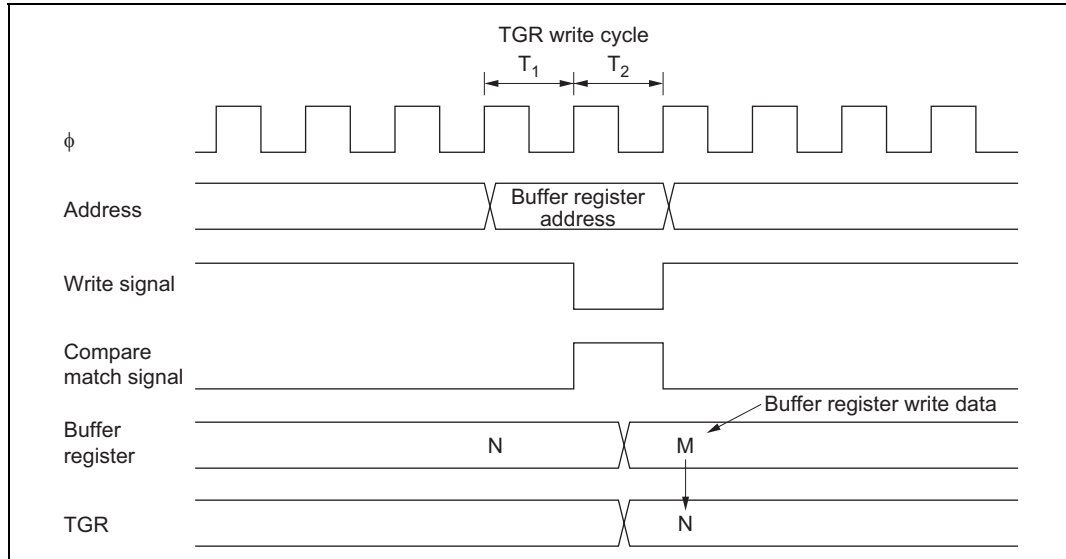 TGR write cycle
T1 T2
φ
Address
Buffer register
address
Write signal
Compare
match signal
Buffer register write data
Buffer
register
N M
TGR
N